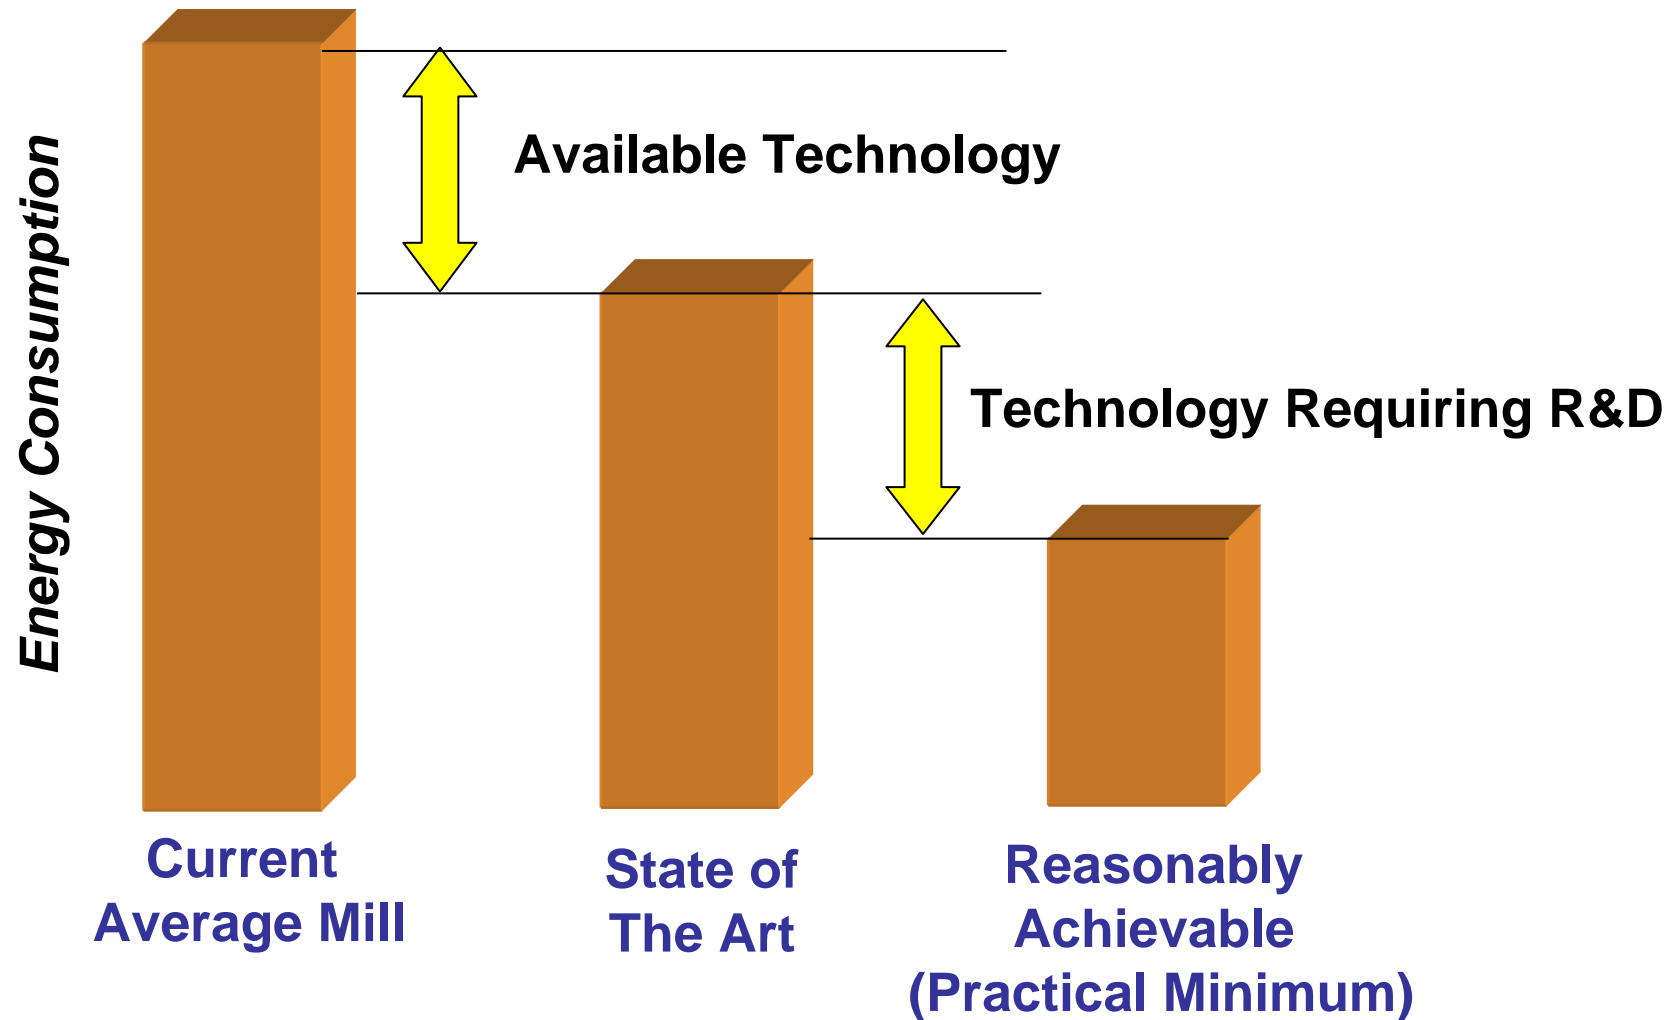 Energy Consumption
Available Technology
Technology Requiring R&D
Current
Average Mill
State of
The Art
Reasonably
Achievable
(Practical Minimum)